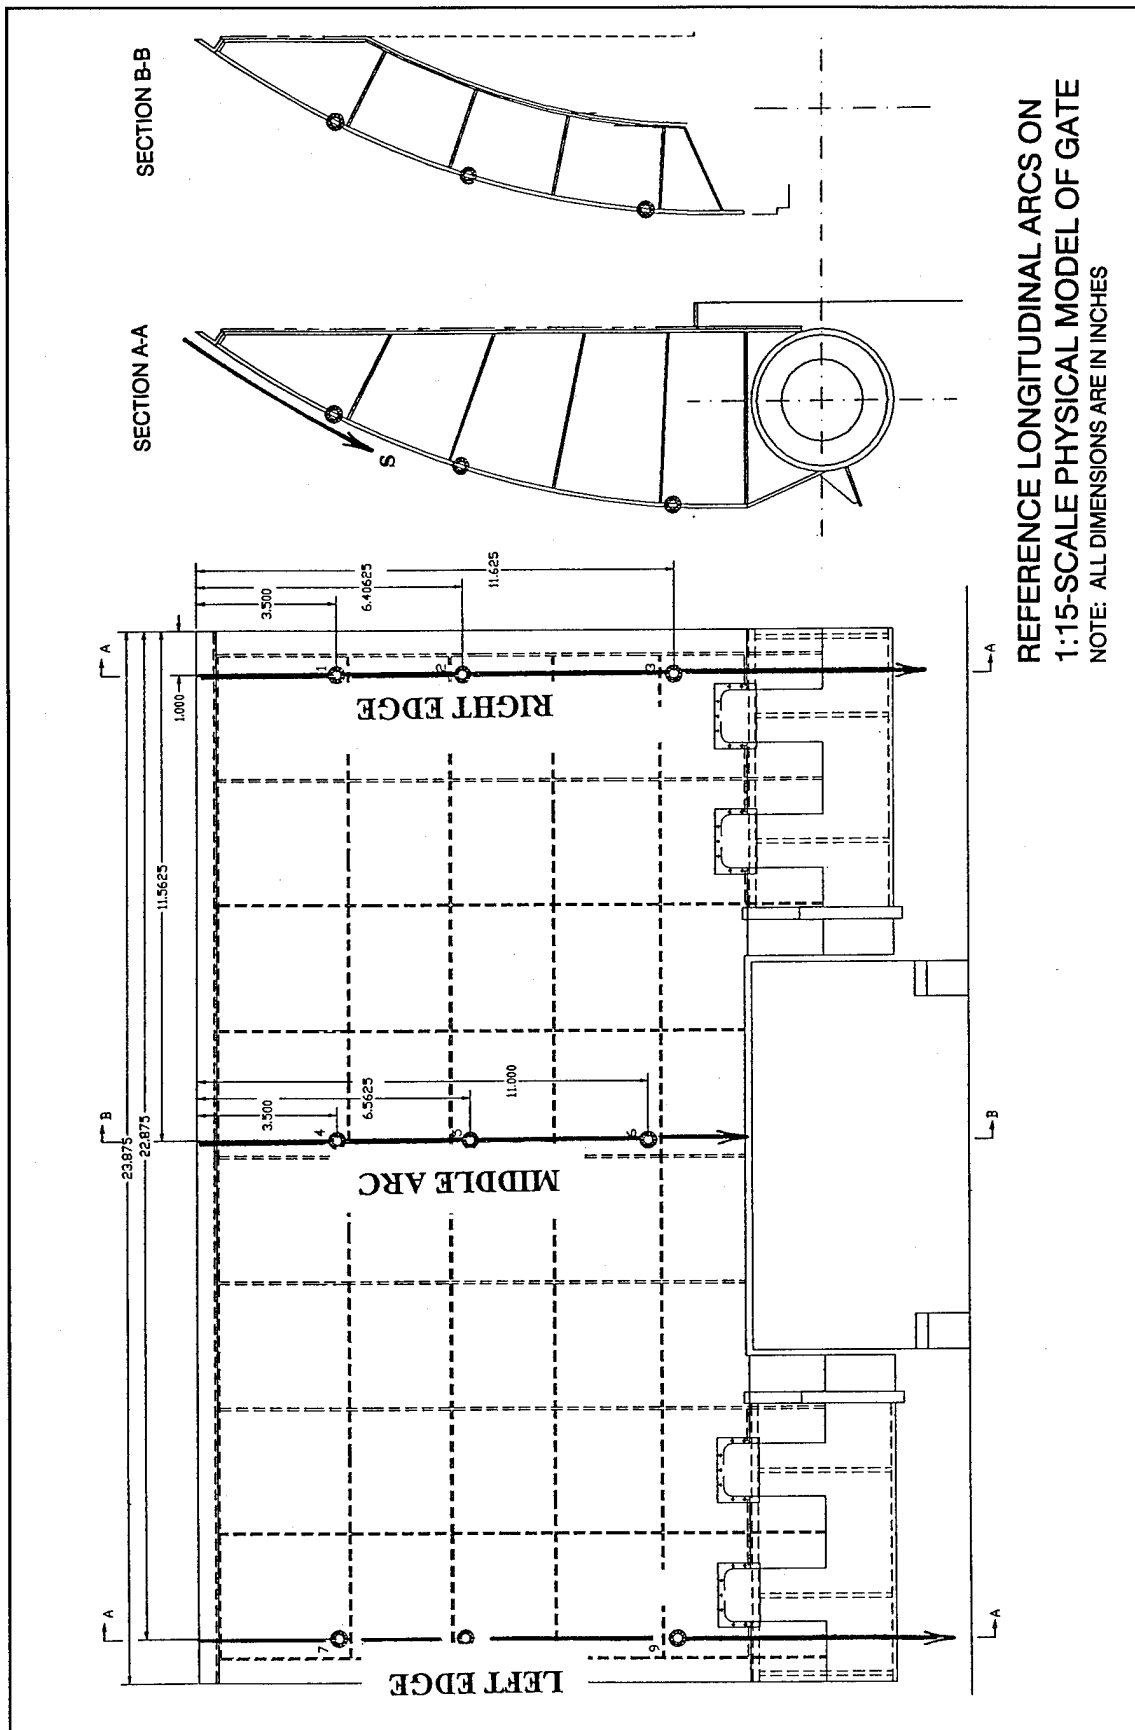 SECTION B-B
SECTION A-A
S
REFERENCE LONGITUDINAL ARCS ON
1:15-SCALE PHYSICAL MODEL OF GATE
NOTE: ALL DIMENSIONS ARE IN INCHES
23.875
22.875
11.5625
1.000
3.500
6.40625
11.625
A
A
1
2
3
RIGHT EDGE
B
B
3.500
6.5625
11.000
4
5
6
MIDDLE ARC
A
A
7
9
LEFT EDGE